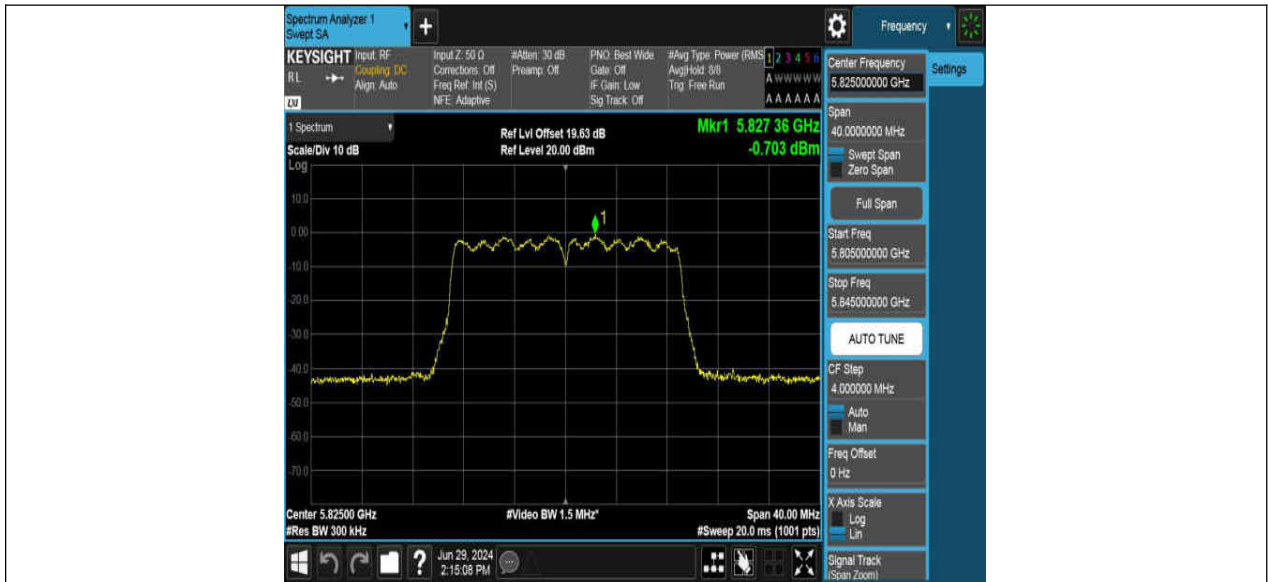 Spectrum Analyzer 1
Swept SA
+
Frequency
KEYSIGHT
RL
LXI
Input: RF
Coupling: DC
Align: Auto
Input Z: 50 Ω
Corrections: Off
Freq Ref: Int (S)
NFE: Adaptive
#Atten: 30 dB
Preamp: Off
PNO: Best Wide
Gate: Off
IF Gain: Low
Sig Track: Off
#Avg Type: Power (RMS
Avg|Hold: 8/8
Trig: Free Run
1 2 3 4 5 6
A W W W W W
A A A A A A
Center Frequency
5.825000000 GHz
Settings
Span
40.0000000 MHz
Swept Span
Zero Span
Full Span
Start Freq
5.805000000 GHz
Stop Freq
5.845000000 GHz
AUTO TUNE
CF Step
4.000000 MHz
Auto
Man
Freq Offset
0 Hz
X Axis Scale
Log
Lin
Signal Track
(Span Zoom)
1 Spectrum
Scale/Div 10 dB
Log
Ref Lvl Offset 19.63 dB
Ref Level 20.00 dBm
Mkr1 5.827 36 GHz
-0.703 dBm
10.0
0.00
-10.0
-20.0
-30.0
-40.0
-50.0
-60.0
-70.0
1
Center 5.82500 GHz
#Res BW 300 kHz
#Video BW 1.5 MHz*
Span 40.00 MHz
#Sweep 20.0 ms (1001 pts)
?
Jun 29, 2024
2:15:08 PM